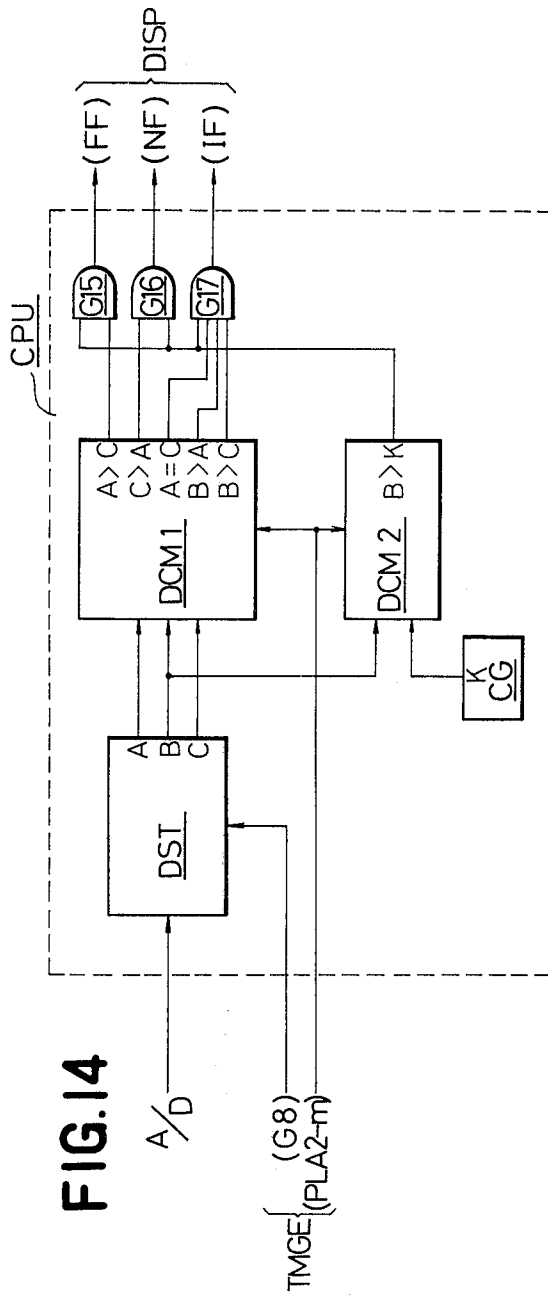 FIG.14
CPU
A/D
DST
A
B
C
DCM1
A>C
C>A
A=C
B>A
B>C
G15
G16
G17
(FF)
(NF)
(IF)
DISP
DCM2
B>K
K
CG
TMGE
(G8)
(PLA2-m)